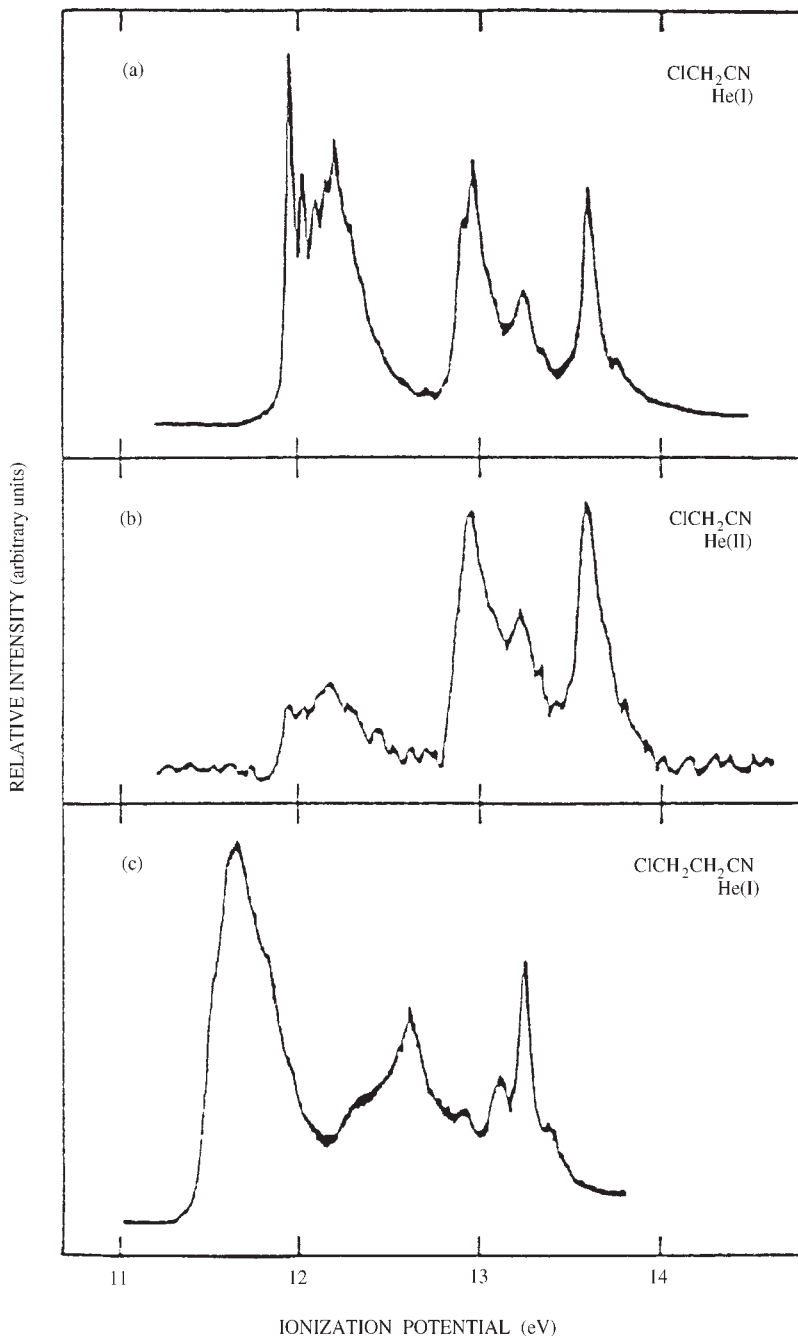 (a)
ClCH₂CN
He(I)
(b)
ClCH₂CN
He(II)
(c)
ClCH₂CH₂CN
He(I)
RELATIVE INTENSITY (arbitrary units)
11 12 13 14
IONIZATION POTENTIAL (eV)